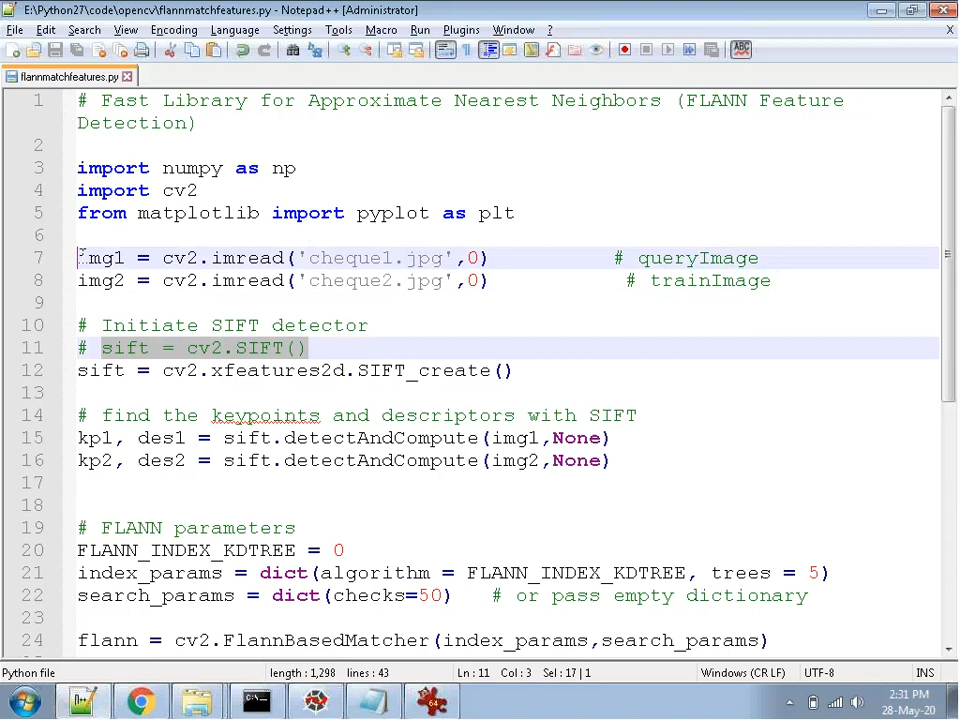 E:\Python27\code\opencv\flannmatchfeatures.py - Notepad++ [Administrator]
File Edit Search View Encoding Language Settings Tools Macro Run Plugins Window ? X
flannmatchfeatures.py
1 # Fast Library for Approximate Nearest Neighbors (FLANN Feature
Detection)
2
3 import numpy as np
4 import cv2
5 from matplotlib import pyplot as plt
6
7 img1 = cv2.imread('cheque1.jpg',0) # queryImage
8 img2 = cv2.imread('cheque2.jpg',0) # trainImage
9
10 # Initiate SIFT detector
11 # sift = cv2.SIFT()
12 sift = cv2.xfeatures2d.SIFT_create()
13
14 # find the keypoints and descriptors with SIFT
15 kp1, des1 = sift.detectAndCompute(img1,None)
16 kp2, des2 = sift.detectAndCompute(img2,None)
17
18
19 # FLANN parameters
20 FLANN_INDEX_KDTREE = 0
21 index_params = dict(algorithm = FLANN_INDEX_KDTREE, trees = 5)
22 search_params = dict(checks=50) # or pass empty dictionary
23
24 flann = cv2.FlannBasedMatcher(index_params,search_params)
Python file length : 1,298 lines : 43 Ln : 11 Col : 3 Sel : 17 | 1 Windows (CR LF) UTF-8 INS
2:31 PM
28-May-20